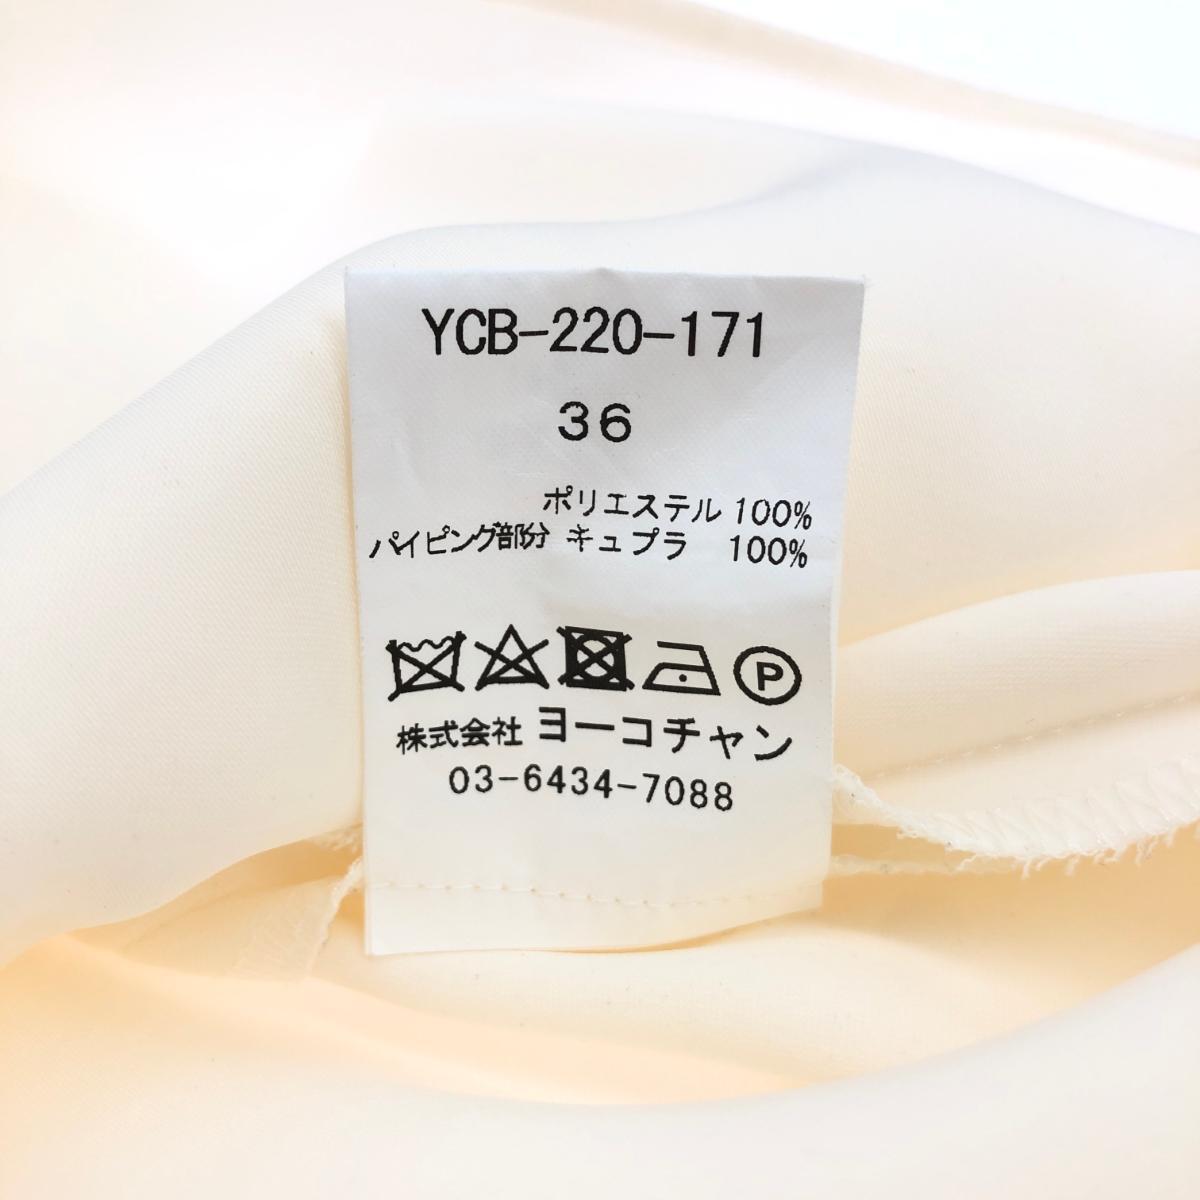 YCB-220-171
36
ポリエステル 100%
パイピング部分 キュプラ 100%
P
株式会社 ヨーコチャン
03-6434-7088